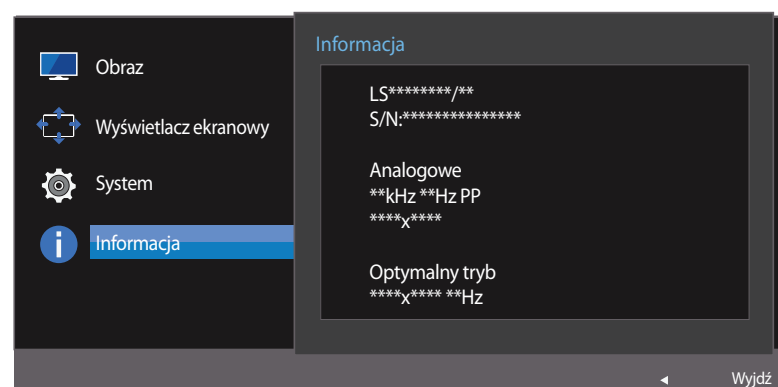 Obraz
Wyświetlacz ekranowy
System
Informacja
Informacja
LS********/**
S/N:***************
Analogowe
**kHz **Hz PP
****x****
Optymalny tryb
****x**** **Hz
Wyjdź